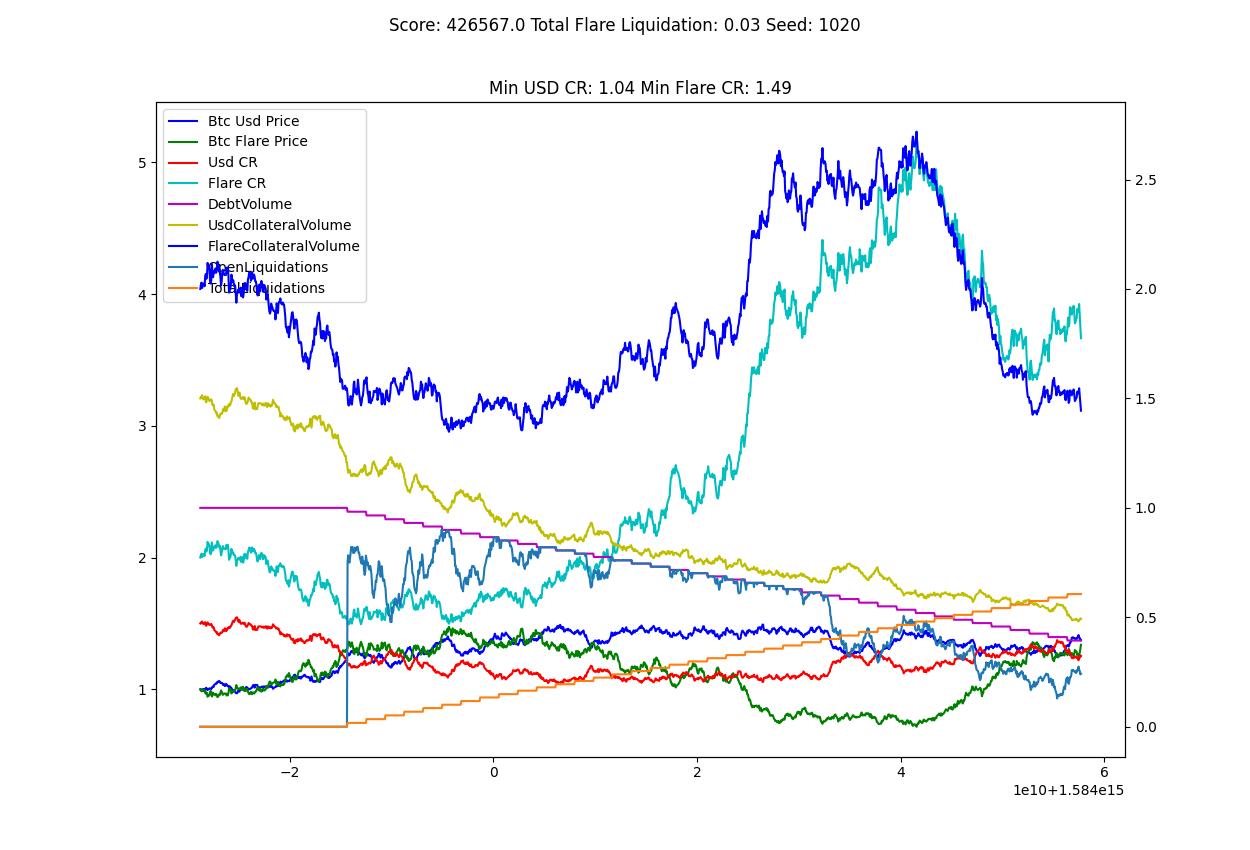 Score: 426567.0 Total Flare Liquidation: 0.03 Seed: 1020
Min USD CR: 1.04 Min Flare CR: 1.49
Btc Usd Price
Btc Flare Price
Usd CR
Flare CR
DebtVolume
UsdCollateralVolume
FlareCollateralVolume
OpenLiquidations
TotalLiquidations
5
4
3
2
1
2.5
2.0
1.5
1.0
0.5
0.0
−2
0
2
4
6
1e10+1.584e15